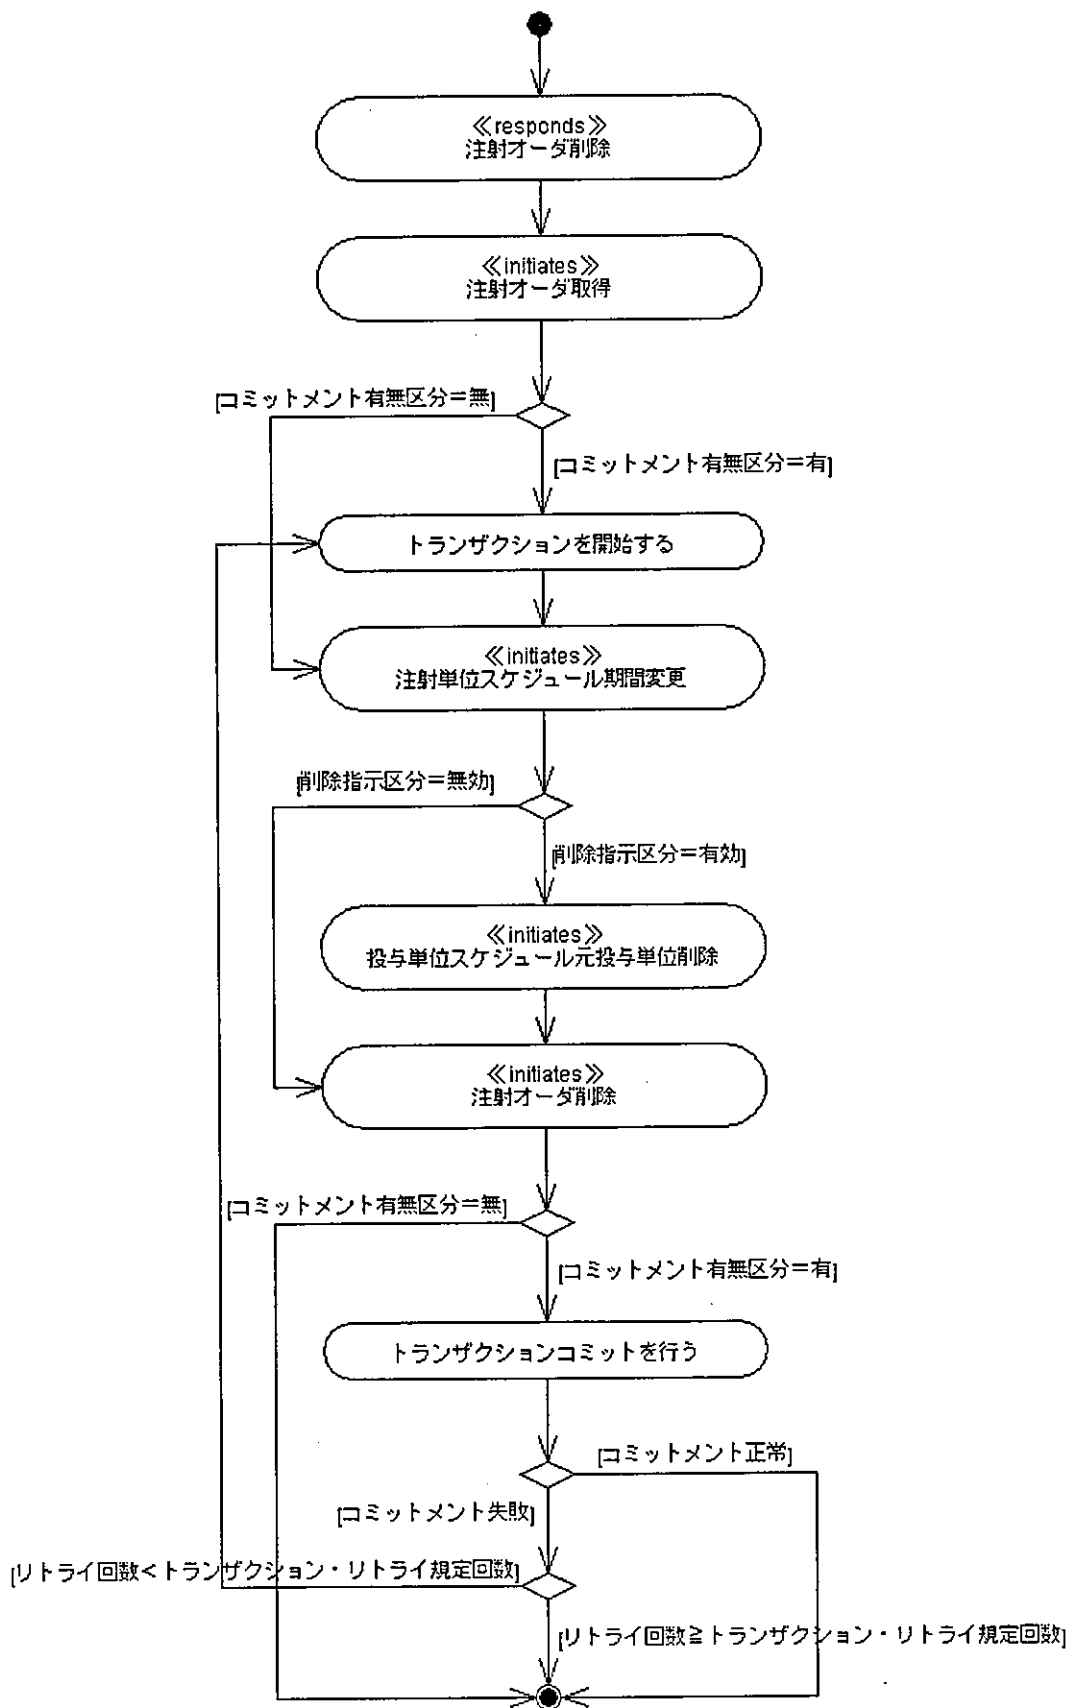 ≪responds≫
注射オーダ削除
≪initiates≫
注射オーダ取得
[コミットメント有無区分＝無]
[コミットメント有無区分＝有]
トランザクションを開始する
≪initiates≫
注射単位スケジュール期間変更
[削除指示区分＝無効]
[削除指示区分＝有効]
≪initiates≫
投与単位スケジュール元投与単位削除
≪initiates≫
注射オーダ削除
[コミットメント有無区分＝無]
[コミットメント有無区分＝有]
トランザクションコミットを行う
[コミットメント正常]
[コミットメント失敗]
[リトライ回数＜トランザクション・リトライ規定回数]
[リトライ回数≧トランザクション・リトライ規定回数]